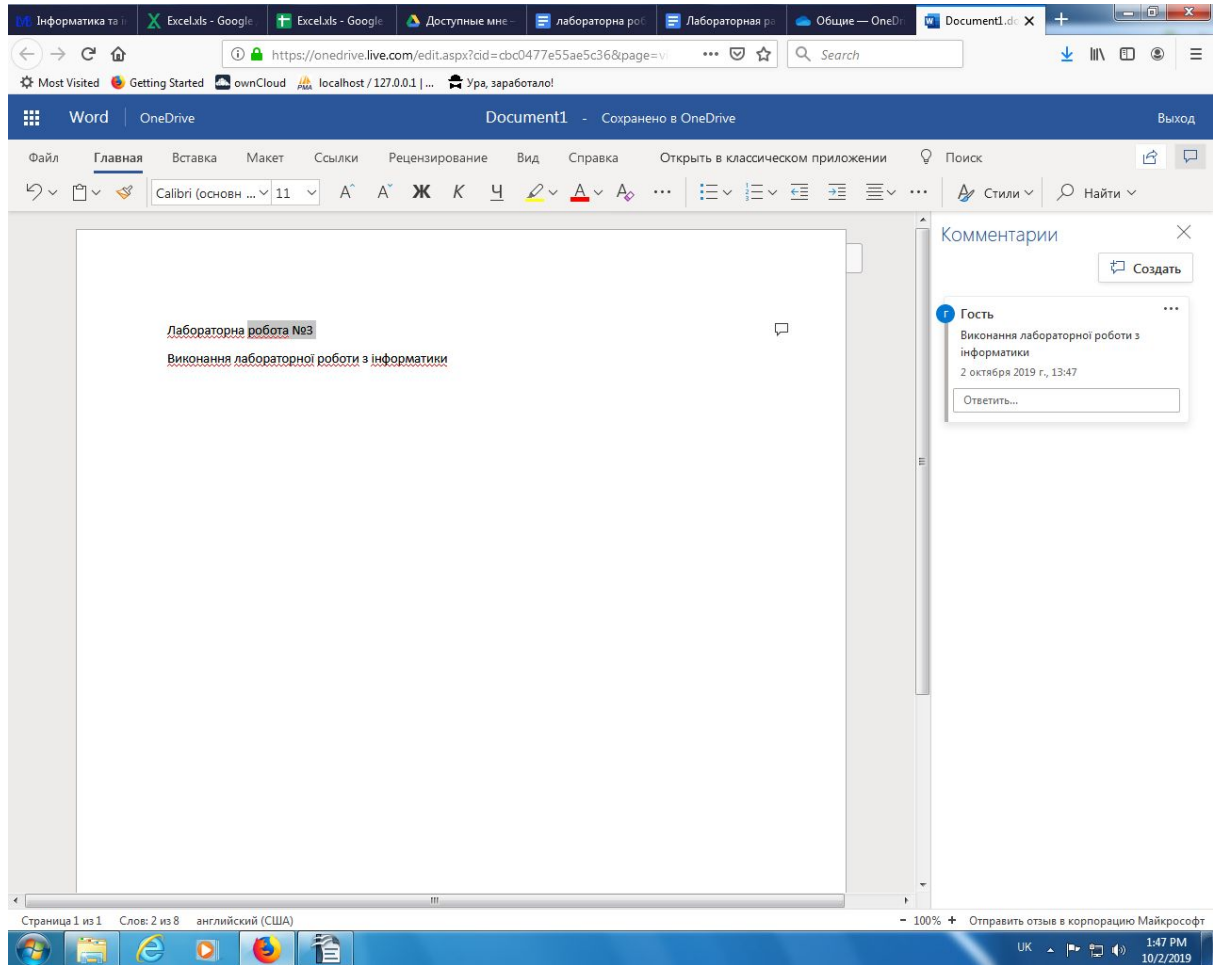 Інформатика та і
Excel.xls - Google
Excel.xls - Google
Доступные мне -
лабораторна роб
Лабораторная ра
Общие — OneDr
Document1.do
https://onedrive.live.com/edit.aspx?cid=cbc0477e55ae5c36&page=v
Search
Most Visited
Getting Started
ownCloud
localhost / 127.0.0.1 | ...
Ура, заработало!
Word
OneDrive
Document1 - Сохранено в OneDrive
Выход
Файл
Главная
Вставка
Макет
Ссылки
Рецензирование
Вид
Справка
Открыть в классическом приложении
Поиск
Calibri (основн ...
11
А А Ж К Ч А А
Стили
Найти
Комментарии
Создать
Лабораторна робота №3
Виконання лабораторної роботи з інформатики
Г Гость
Виконання лабораторної роботи з
інформатики
2 октября 2019 г., 13:47
Ответить...
Страница 1 из 1 Слов: 2 из 8 английский (США)
- 100% + Отправить отзыв в корпорацию Майкрософт
UK
1:47 PM
10/2/2019